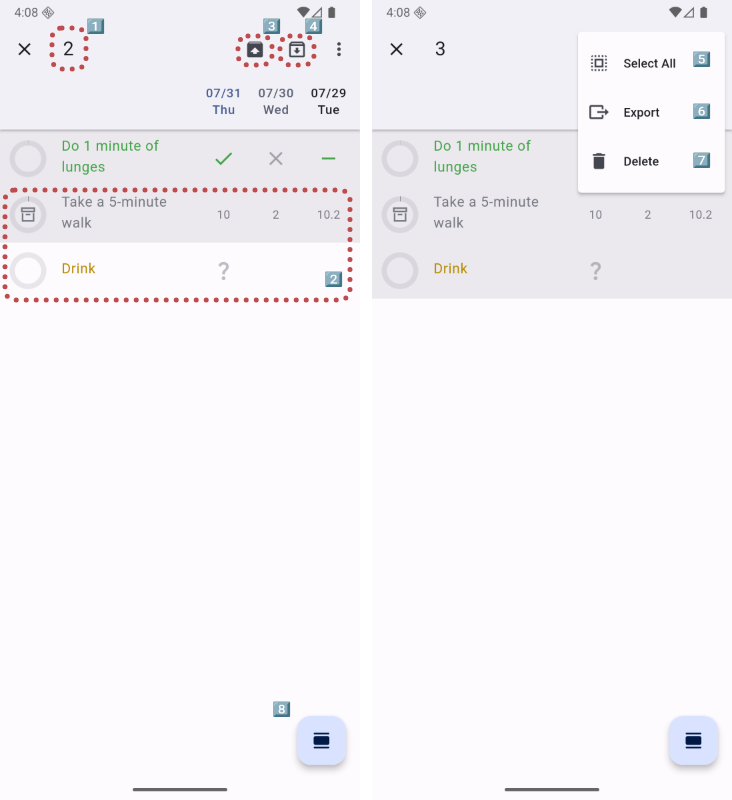 4:08
1
3
4
2
07/31 07/30 07/29
Thu Wed Tue
Do 1 minute of
lunges
Take a 5-minute
walk
10 2 10.2
Drink
?
2
8
4:08
3
Select All 5
Export 6
Delete 7
Do 1 minute of
lunges
Take a 5-minute
walk
10 2 10.2
Drink
?